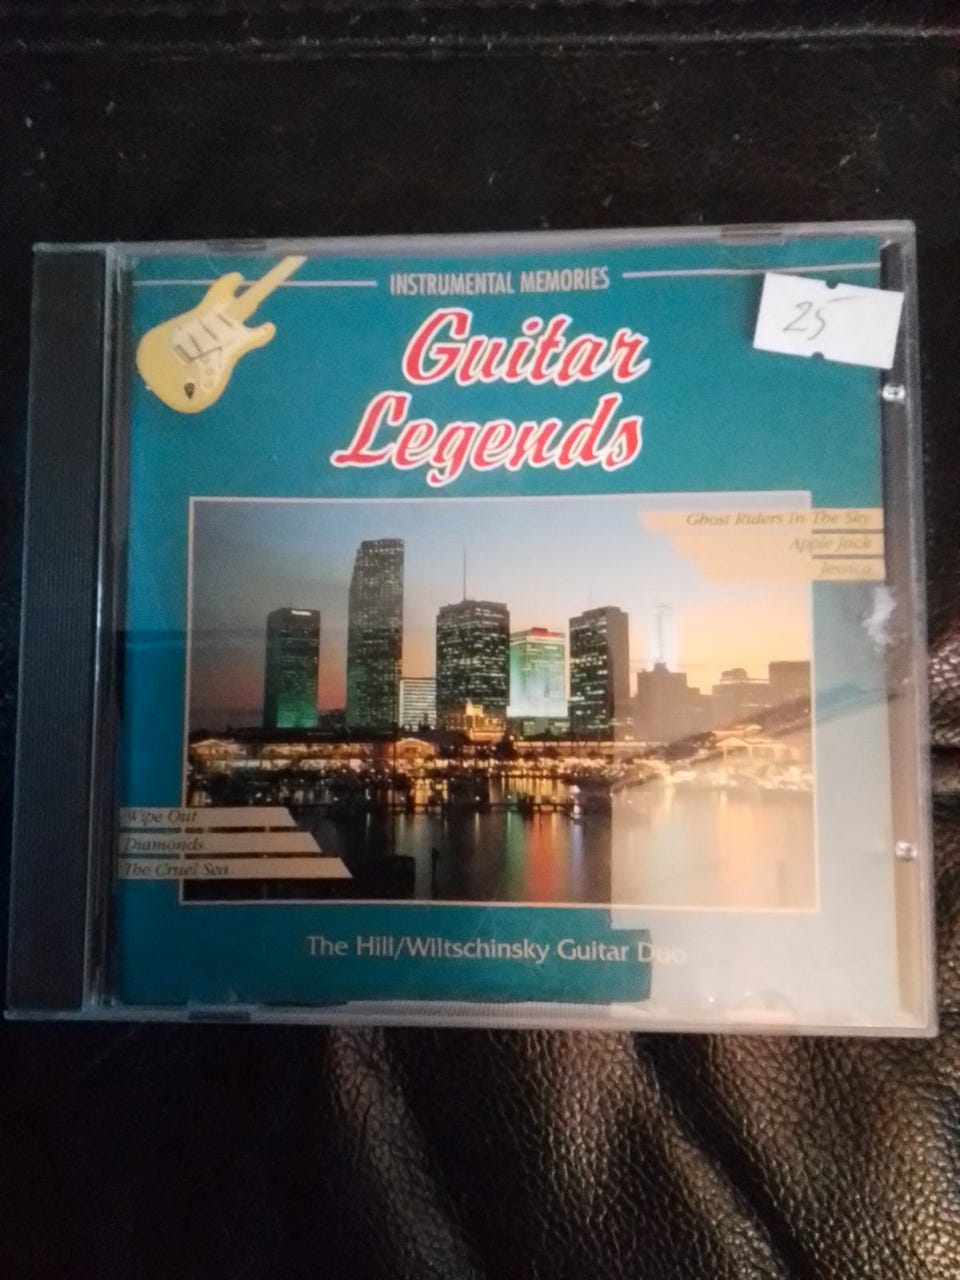 INSTRUMENTAL MEMORIES
25
Guitar
Legends
Ghost Riders In The Sky
Apple Jack
Jessica
Wipe Out
Diamonds
The Cruel Sea
The Hill/Wiltschinsky Guitar Duo